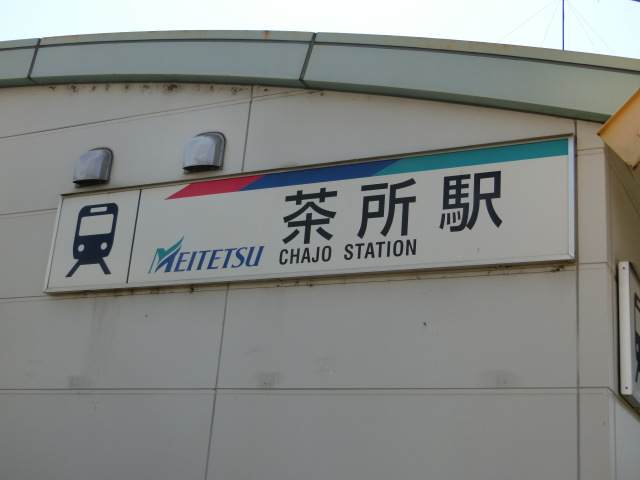 茶所駅
MEITETSU CHAJO STATION